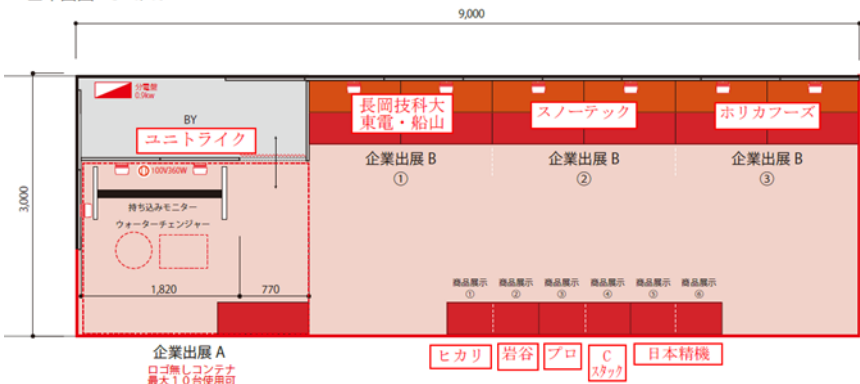 9,000
3,000
分電盤
0.9kw
BY
ユニトライク
100V360W
持ち込みモニター
ウォーターチェンジャー
1,820
770
企業出展 A
ロゴ無しコンテナ
最大10台使用可
長岡技科大
東電・船山
スノーテック
ホリカフーズ
企業出展 B
①
企業出展 B
②
企業出展 B
③
商品展示
①
商品展示
②
商品展示
③
商品展示
④
商品展示
⑤
商品展示
⑥
ヒカリ
岩谷
プロ
C
スタック
日本精機